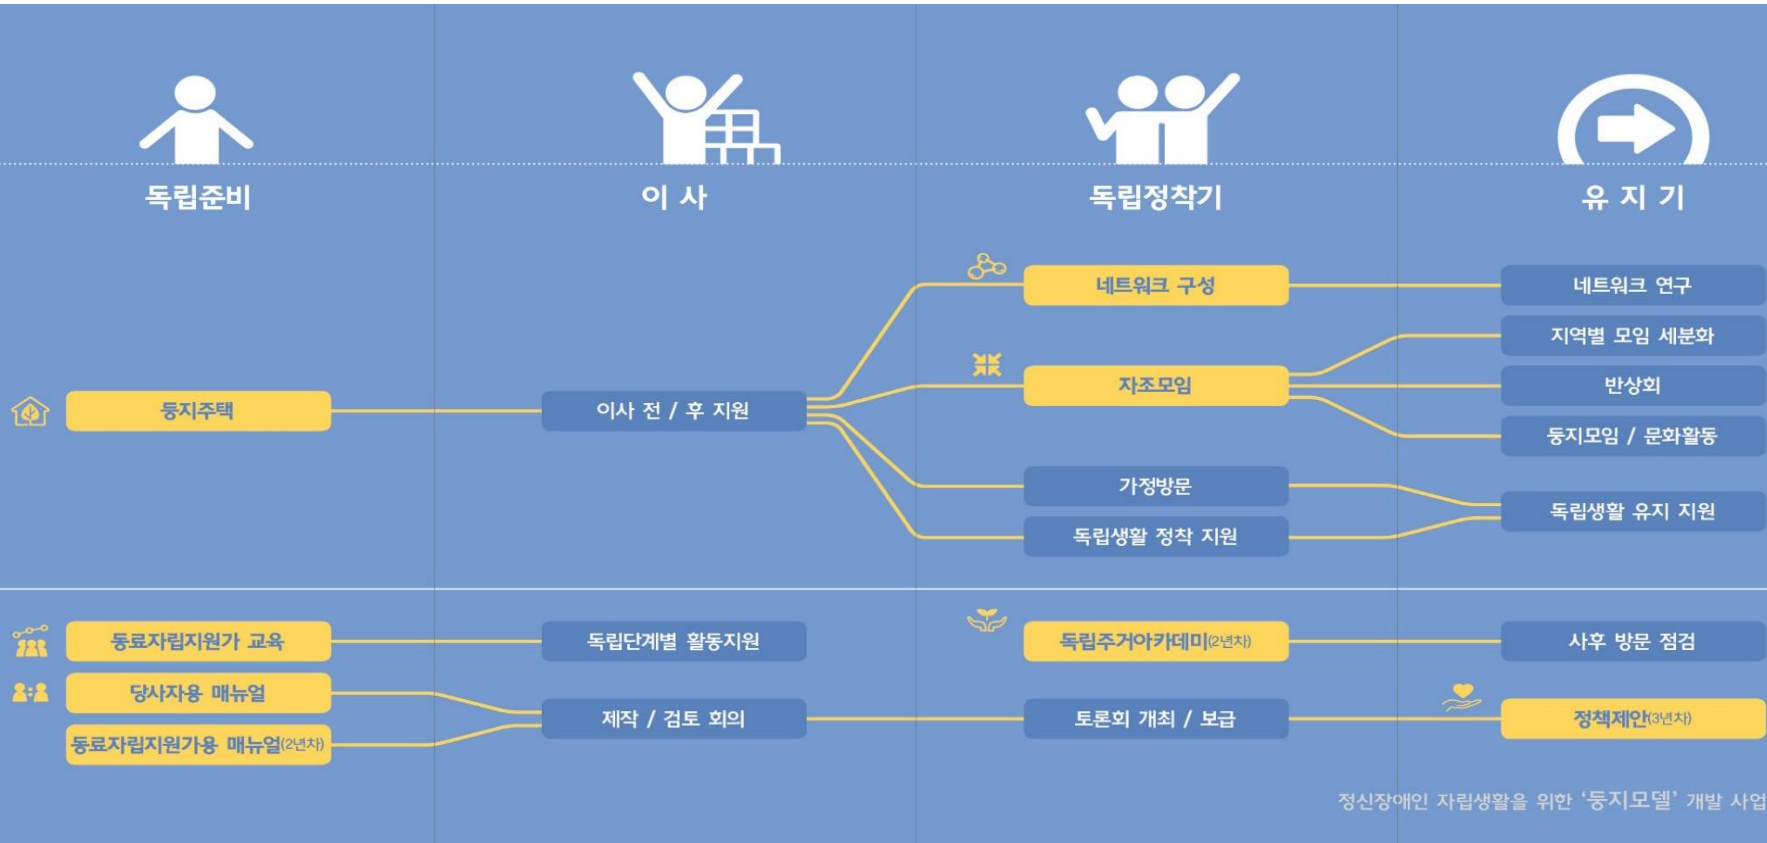 독립준비
이 사
독립정착기
유 지 기
네트워크 구성
네트워크 연구
지역별 모임 세분화
자조모임
반상회
둥지주택
이사 전 / 후 지원
둥지모임 / 문화활동
가정방문
독립생활 유지 지원
독립생활 정착 지원
동료자립지원가 교육
독립단계별 활동지원
독립주거아카데미(2년차)
사후 방문 점검
당사자용 매뉴얼
제작 / 검토 회의
토론회 개최 / 보급
정책제안(3년차)
동료자립지원가용 매뉴얼(2년차)
정신장애인 자립생활을 위한 '둥지모델' 개발 사업